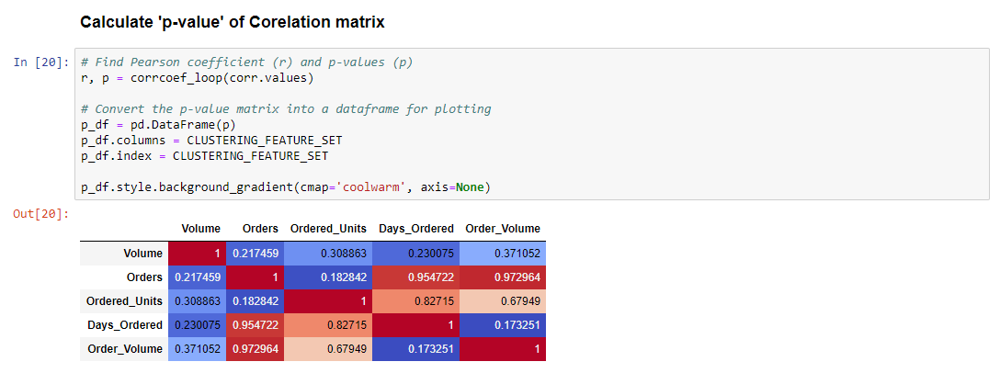 Calculate 'p-value' of Corelation matrix
In [20]: # Find Pearson coefficient (r) and p-values (p)
r, p = corrcoef_loop(corr.values)
# Convert the p-value matrix into a dataframe for plotting
p_df = pd.DataFrame(p)
p_df.columns = CLUSTERING_FEATURE_SET
p_df.index = CLUSTERING_FEATURE_SET
p_df.style.background_gradient(cmap='coolwarm', axis=None)
Out[20]:
Volume Orders Ordered_Units Days_Ordered Order_Volume
Volume 1 0.217459 0.308863 0.230075 0.371052
Orders 0.217459 1 0.182842 0.954722 0.972964
Ordered_Units 0.308863 0.182842 1 0.82715 0.67949
Days_Ordered 0.230075 0.954722 0.82715 1 0.173251
Order_Volume 0.371052 0.972964 0.67949 0.173251 1